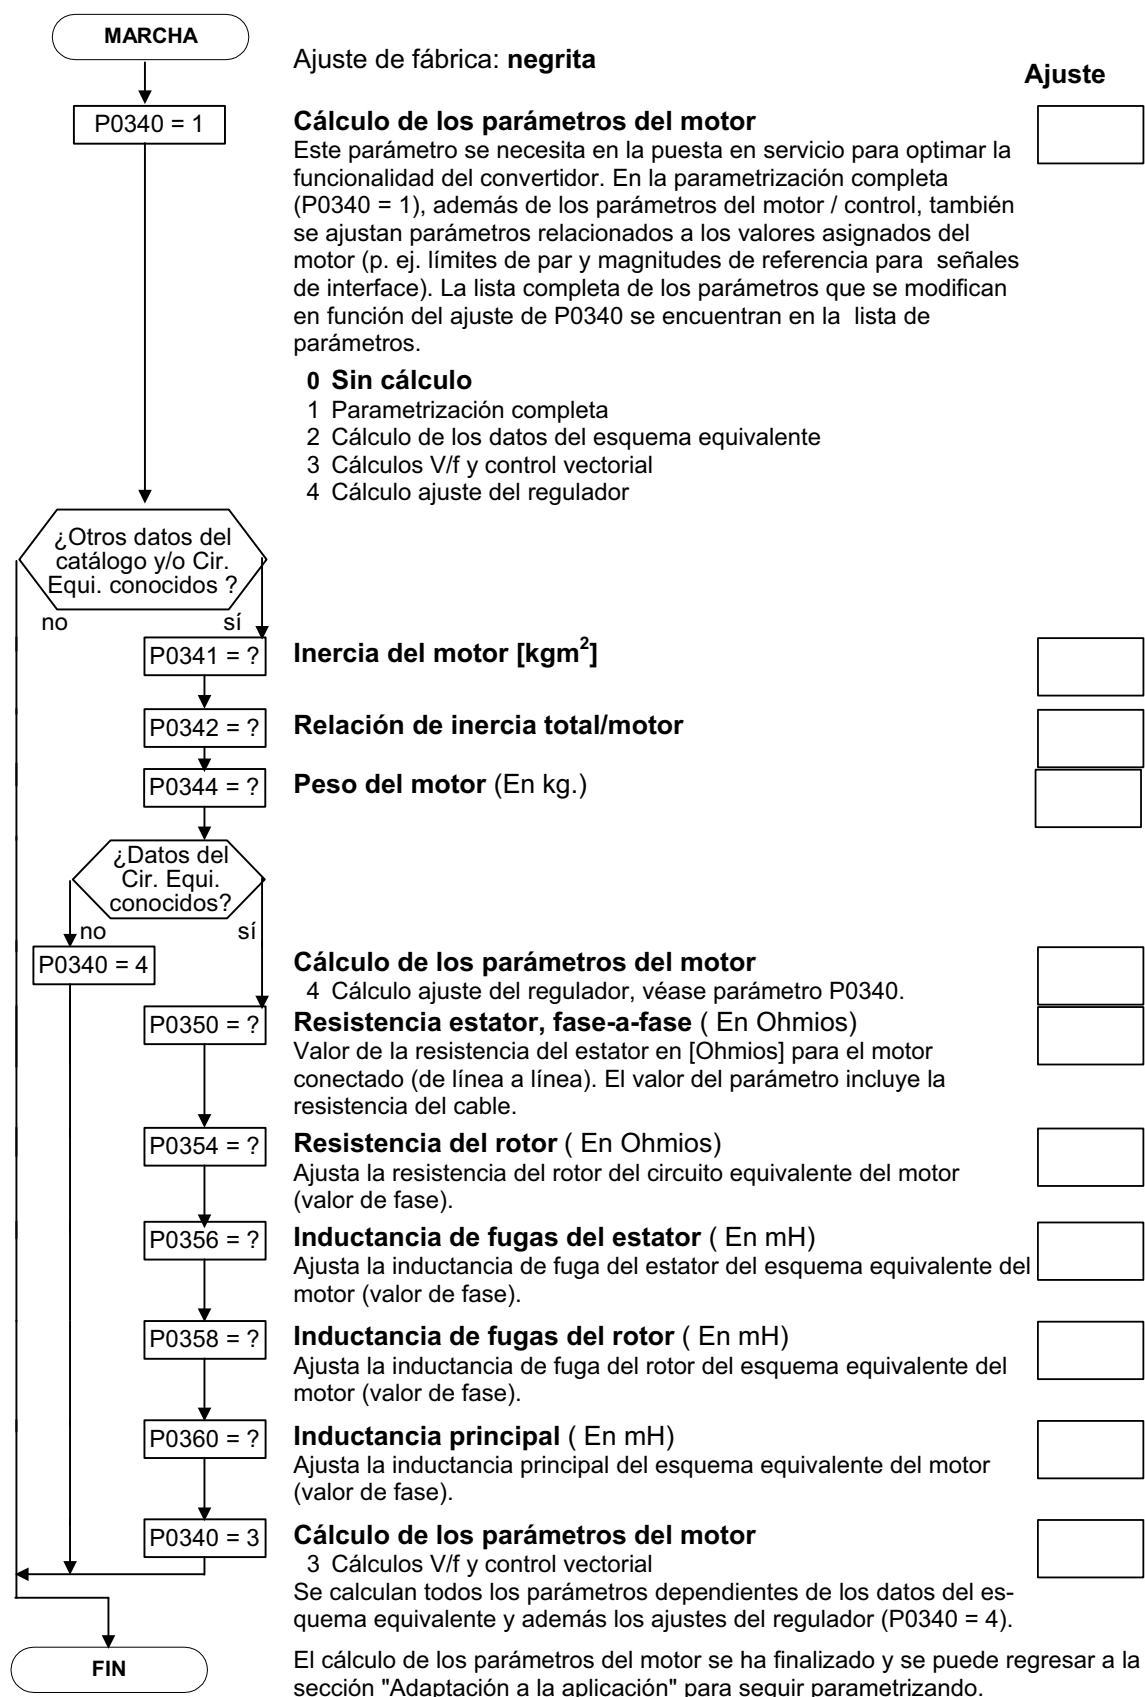 MARCHA
Ajuste de fábrica: negrita
Ajuste
P0340 = 1
Cálculo de los parámetros del motor
Este parámetro se necesita en la puesta en servicio para optimar la
funcionalidad del convertidor. En la parametrización completa
(P0340 = 1), además de los parámetros del motor / control, también
se ajustan parámetros relacionados a los valores asignados del
motor (p. ej. límites de par y magnitudes de referencia para señales
de interface). La lista completa de los parámetros que se modifican
en función del ajuste de P0340 se encuentran en la lista de
parámetros.
0 Sin cálculo
1 Parametrización completa
2 Cálculo de los datos del esquema equivalente
3 Cálculos V/f y control vectorial
4 Cálculo ajuste del regulador
¿Otros datos del
catálogo y/o Cir.
Equi. conocidos ?
no
sí
P0341 = ?
Inercia del motor [kgm²]
P0342 = ?
Relación de inercia total/motor
P0344 = ?
Peso del motor (En kg.)
¿Datos del
Cir. Equi.
conocidos?
no
sí
P0340 = 4
Cálculo de los parámetros del motor
4 Cálculo ajuste del regulador, véase parámetro P0340.
P0350 = ?
Resistencia estator, fase-a-fase ( En Ohmios)
Valor de la resistencia del estator en [Ohmios] para el motor
conectado (de línea a línea). El valor del parámetro incluye la
resistencia del cable.
P0354 = ?
Resistencia del rotor ( En Ohmios)
Ajusta la resistencia del rotor del circuito equivalente del motor
(valor de fase).
P0356 = ?
Inductancia de fugas del estator ( En mH)
Ajusta la inductancia de fuga del estator del esquema equivalente del
motor (valor de fase).
P0358 = ?
Inductancia de fugas del rotor ( En mH)
Ajusta la inductancia de fuga del rotor del esquema equivalente del
motor (valor de fase).
P0360 = ?
Inductancia principal ( En mH)
Ajusta la inductancia principal del esquema equivalente del motor
(valor de fase).
P0340 = 3
Cálculo de los parámetros del motor
3 Cálculos V/f y control vectorial
Se calculan todos los parámetros dependientes de los datos del es-
quema equivalente y además los ajustes del regulador (P0340 = 4).
FIN
El cálculo de los parámetros del motor se ha finalizado y se puede regresar a la
sección "Adaptación a la aplicación" para seguir parametrizando.